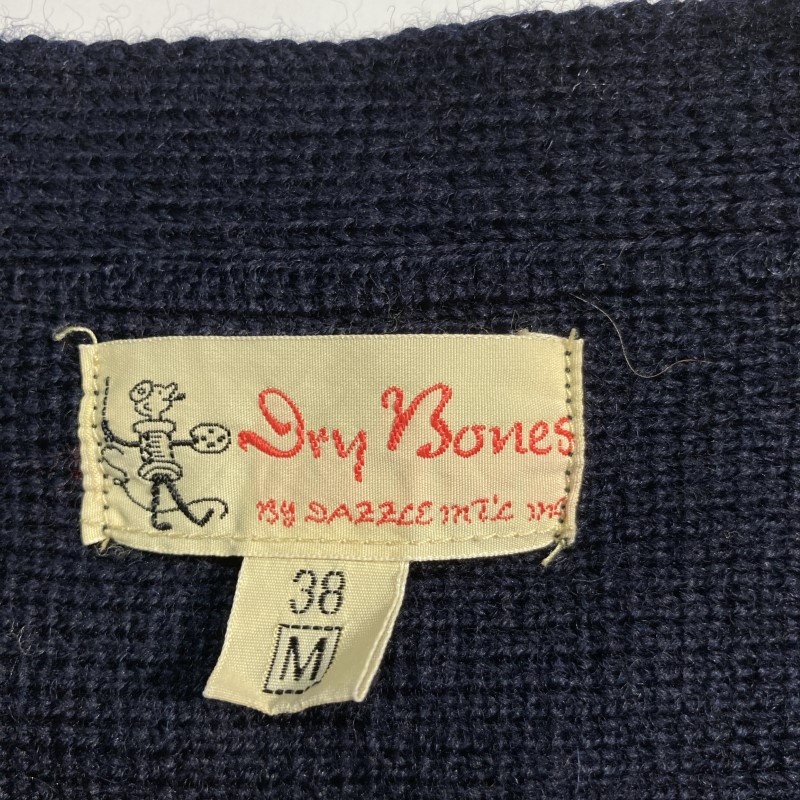 Dry Bones
BY DAZZLE INT'L INC
38
M